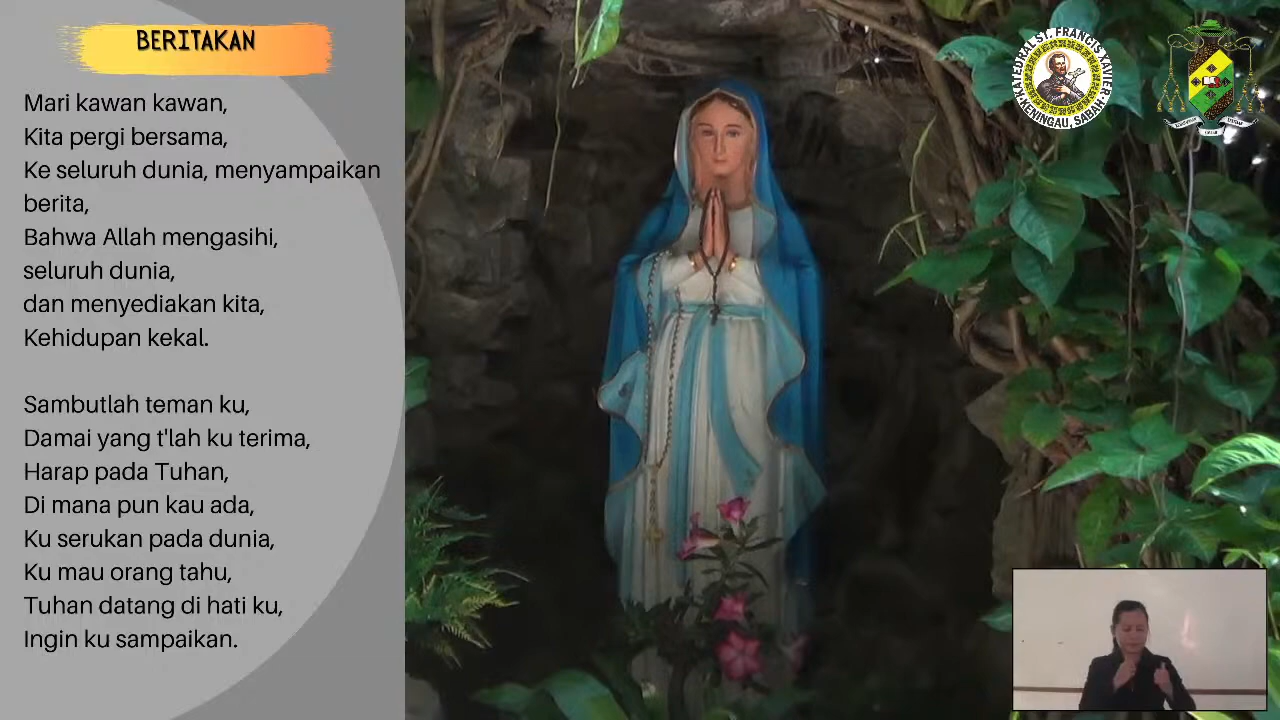 BERITAKAN
Mari kawan kawan,
Kita pergi bersama,
Ke seluruh dunia, menyampaikan
berita,
Bahwa Allah mengasihi,
seluruh dunia,
dan menyediakan kita,
Kehidupan kekal.
Sambutlah teman ku,
Damai yang t'lah ku terima,
Harap pada Tuhan,
Di mana pun kau ada,
Ku serukan pada dunia,
Ku mau orang tahu,
Tuhan datang di hati ku,
Ingin ku sampaikan.
KATEDRAL ST. FRANCIS XAVIER
KENINGAU, SABAH